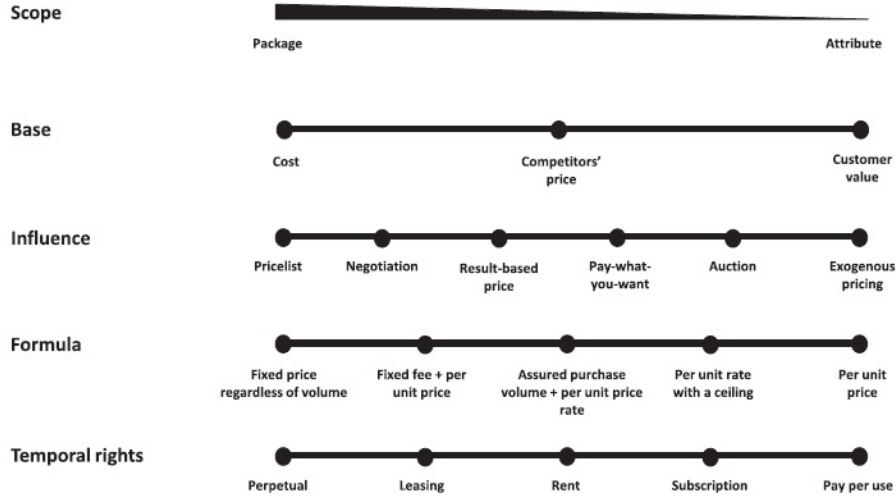 Scope
Package
Attribute
Base
Cost
Competitors'
price
Customer
value
Influence
Pricelist
Negotiation
Result-based
price
Pay-what-
you-want
Auction
Exogenous
pricing
Formula
Fixed price
regardless of volume
Fixed fee + per
unit price
Assured purchase
volume + per unit price
rate
Per unit rate
with a ceiling
Per unit
price
Temporal rights
Perpetual
Leasing
Rent
Subscription
Pay per use